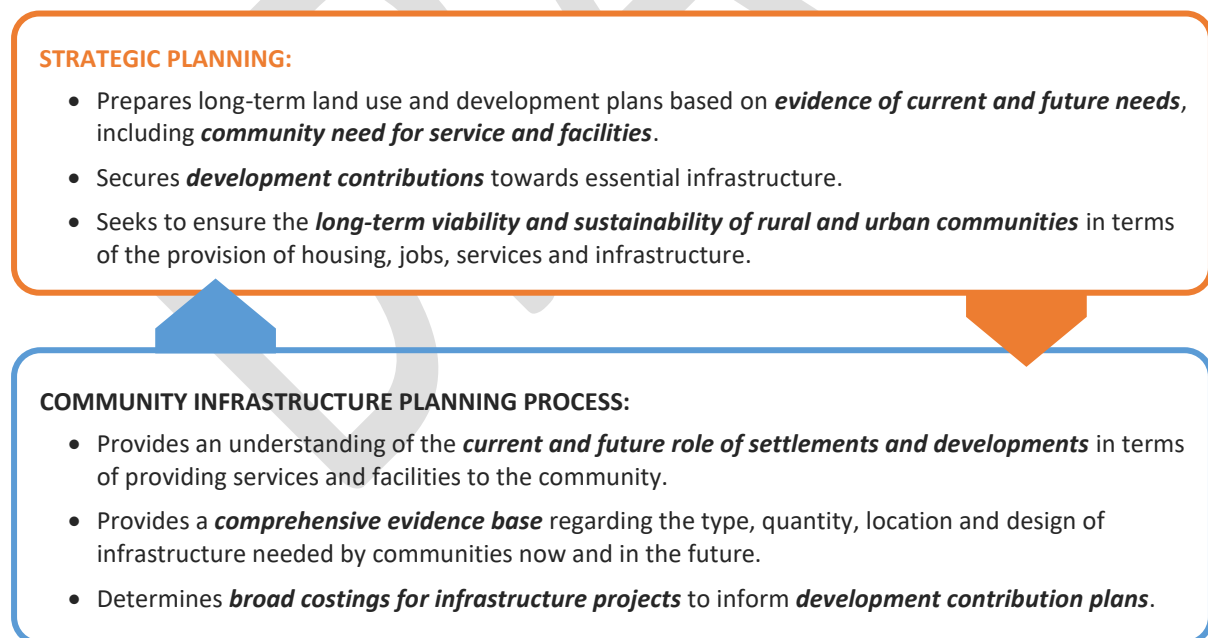 STRATEGIC PLANNING:
• Prepares long-term land use and development plans based on evidence of current and future needs,
including community need for service and facilities.
• Secures development contributions towards essential infrastructure.
• Seeks to ensure the long-term viability and sustainability of rural and urban communities in terms
of the provision of housing, jobs, services and infrastructure.
COMMUNITY INFRASTRUCTURE PLANNING PROCESS:
• Provides an understanding of the current and future role of settlements and developments in terms
of providing services and facilities to the community.
• Provides a comprehensive evidence base regarding the type, quantity, location and design of
infrastructure needed by communities now and in the future.
• Determines broad costings for infrastructure projects to inform development contribution plans.